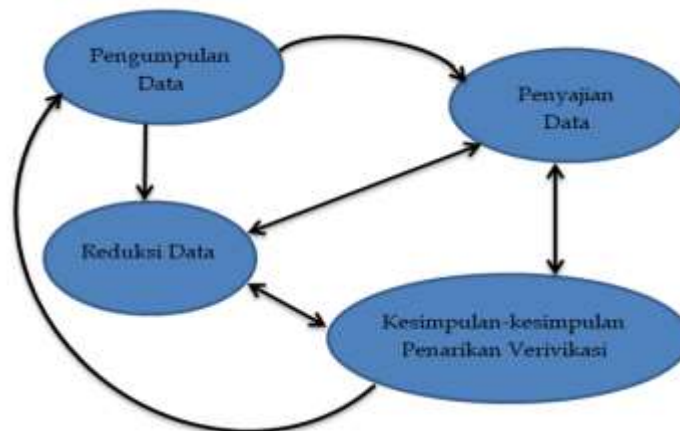 Pengumpulan
Data
Penyajian
Data
Reduksi Data
Kesimpulan-kesimpulan
Penarikan Verivikasi